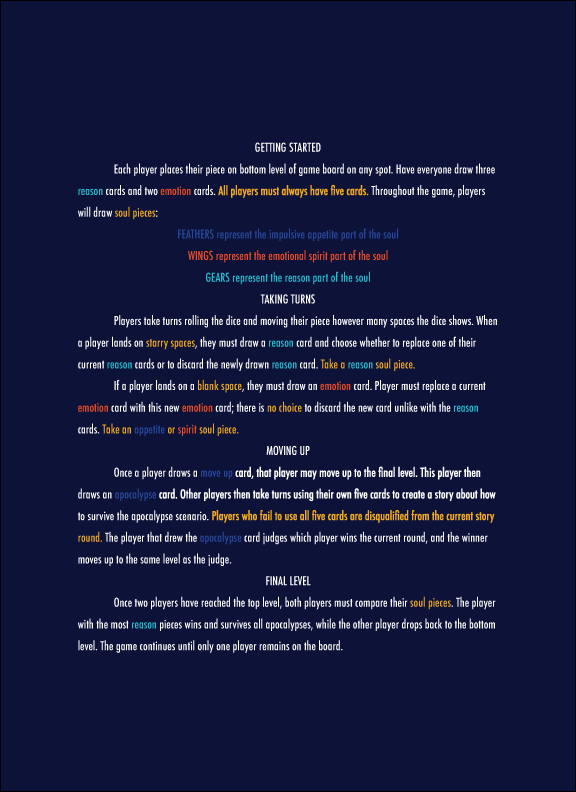 GETTING STARTED
Each player places their piece on bottom level of game board on any spot. Have everyone draw three
reason cards and two emotion cards. All players must always have five cards. Throughout the game, players
will draw soul pieces:
FEATHERS represent the impulsive appetite part of the soul
WINGS represent the emotional spirit part of the soul
GEARS represent the reason part of the soul
TAKING TURNS
Players take turns rolling the dice and moving their piece however many spaces the dice shows. When
a player lands on starry spaces, they must draw a reason card and choose whether to replace one of their
current reason cards or to discard the newly drawn reason card. Take a reason soul piece.
If a player lands on a blank space, they must draw an emotion card. Player must replace a current
emotion card with this new emotion card; there is no choice to discard the new card unlike with the reason
cards. Take an appetite or spirit soul piece.
MOVING UP
Once a player draws a move up card, that player may move up to the final level. This player then
draws an apocalypse card. Other players then take turns using their own five cards to create a story about how
to survive the apocalypse scenario. Players who fail to use all five cards are disqualified from the current story
round. The player that drew the apocalypse card judges which player wins the current round, and the winner
moves up to the same level as the judge.
FINAL LEVEL
Once two players have reached the top level, both players must compare their soul pieces. The player
with the most reason pieces wins and survives all apocalypses, while the other player drops back to the bottom
level. The game continues until only one player remains on the board.